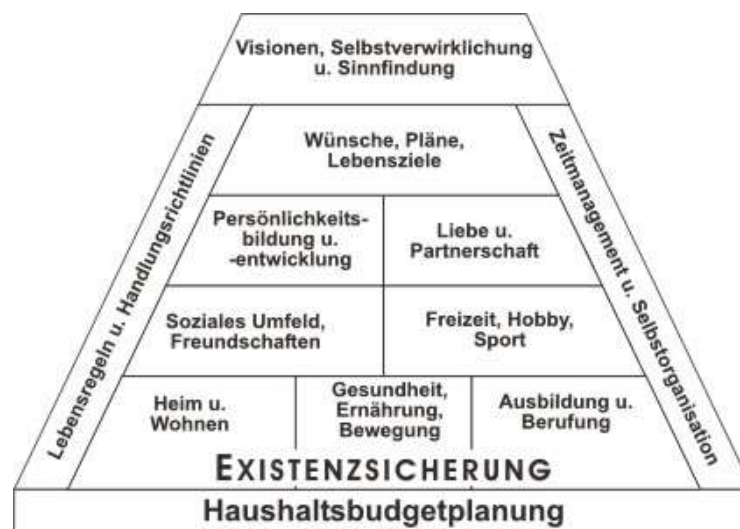 Visionen, Selbstverwirklichung
u. Sinnfindung
Lebensregeln u. Handlungsrichtlinien
Wünsche, Pläne,
Lebensziele
Zeitmanagement u. Selbstorganisation
Persönlichkeits-
bildung u.
-entwicklung
Liebe u.
Partnerschaft
Soziales Umfeld,
Freundschaften
Freizeit, Hobby,
Sport
Heim u.
Wohnen
Gesundheit,
Ernährung,
Bewegung
Ausbildung u.
Berufung
EXISTENZSICHERUNG
Haushaltsbudgetplanung